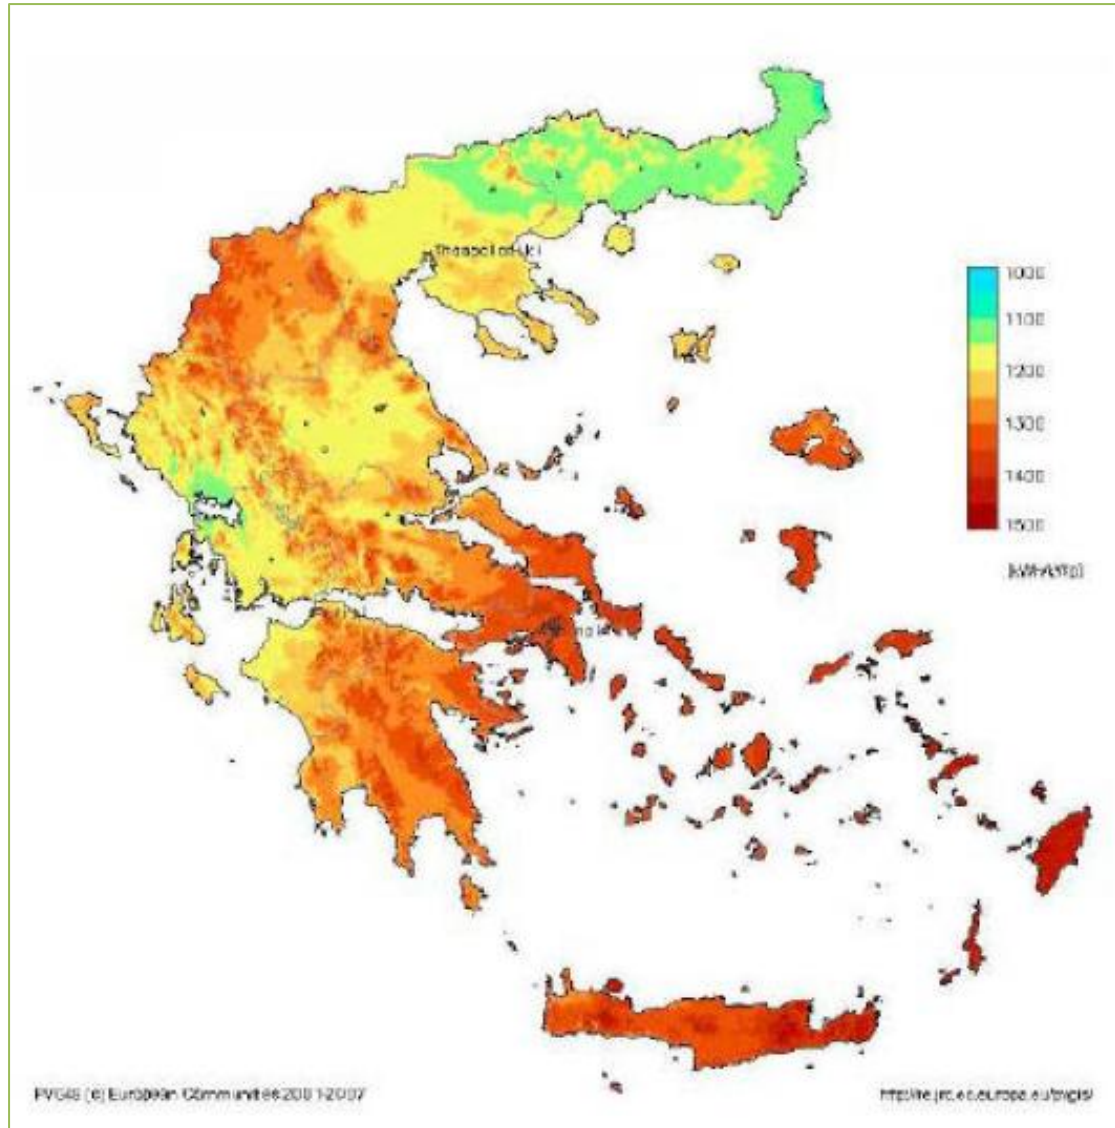 Thessaloniki
1000
1100
1200
1300
1400
1500
[kWh/kWp]
PVGIS (c) European Communities 2001-2007
http://re.jrc.ec.europa.eu/pvgis/